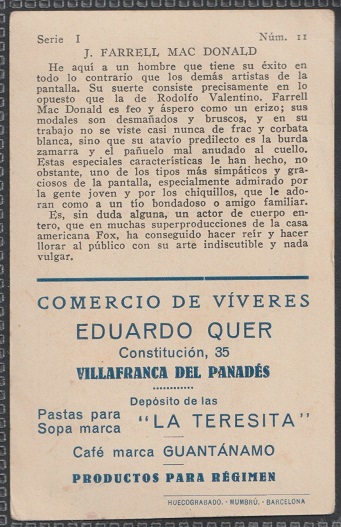 Serie I Núm. 11
J. FARRELL MAC DONALD
He aquí a un hombre que tiene su éxito en
todo lo contrario que los demás artistas de la
pantalla. Su suerte consiste precisamente en lo
opuesto que la de Rodolfo Valentino. Farrell
Mac Donald es feo y áspero como un erizo; sus
modales son desmañados y bruscos, y en su
trabajo no se viste casi nunca de frac y corbata
blanca, sino que su atavío predilecto es la burda
zamarra y el pañuelo mal anudado al cuello.
Estas especiales características le han hecho, no
obstante, uno de los tipos más simpáticos y gra-
ciosos de la pantalla, especialmente admirado por
la gente joven y por los chiquillos, que le ado-
ran como a un tío bondadoso o amigo familiar.
Es, sin duda alguna, un actor de cuerpo en-
tero, que en muchas superproducciones de la casa
americana Fox, ha conseguido hacer reír y hacer
llorar al público con su arte indiscutible y nada
vulgar.
COMERCIO DE VÍVERES
EDUARDO QUER
Constitución, 35
VILLAFRANCA DEL PANADÉS
Depósito de las
Pastas para
Sopa marca "LA TERESITA"
Café marca GUANTÁNAMO
PRODUCTOS PARA RÉGIMEN
HUECOGRABADO. - MUMBRÚ. - BARCELONA